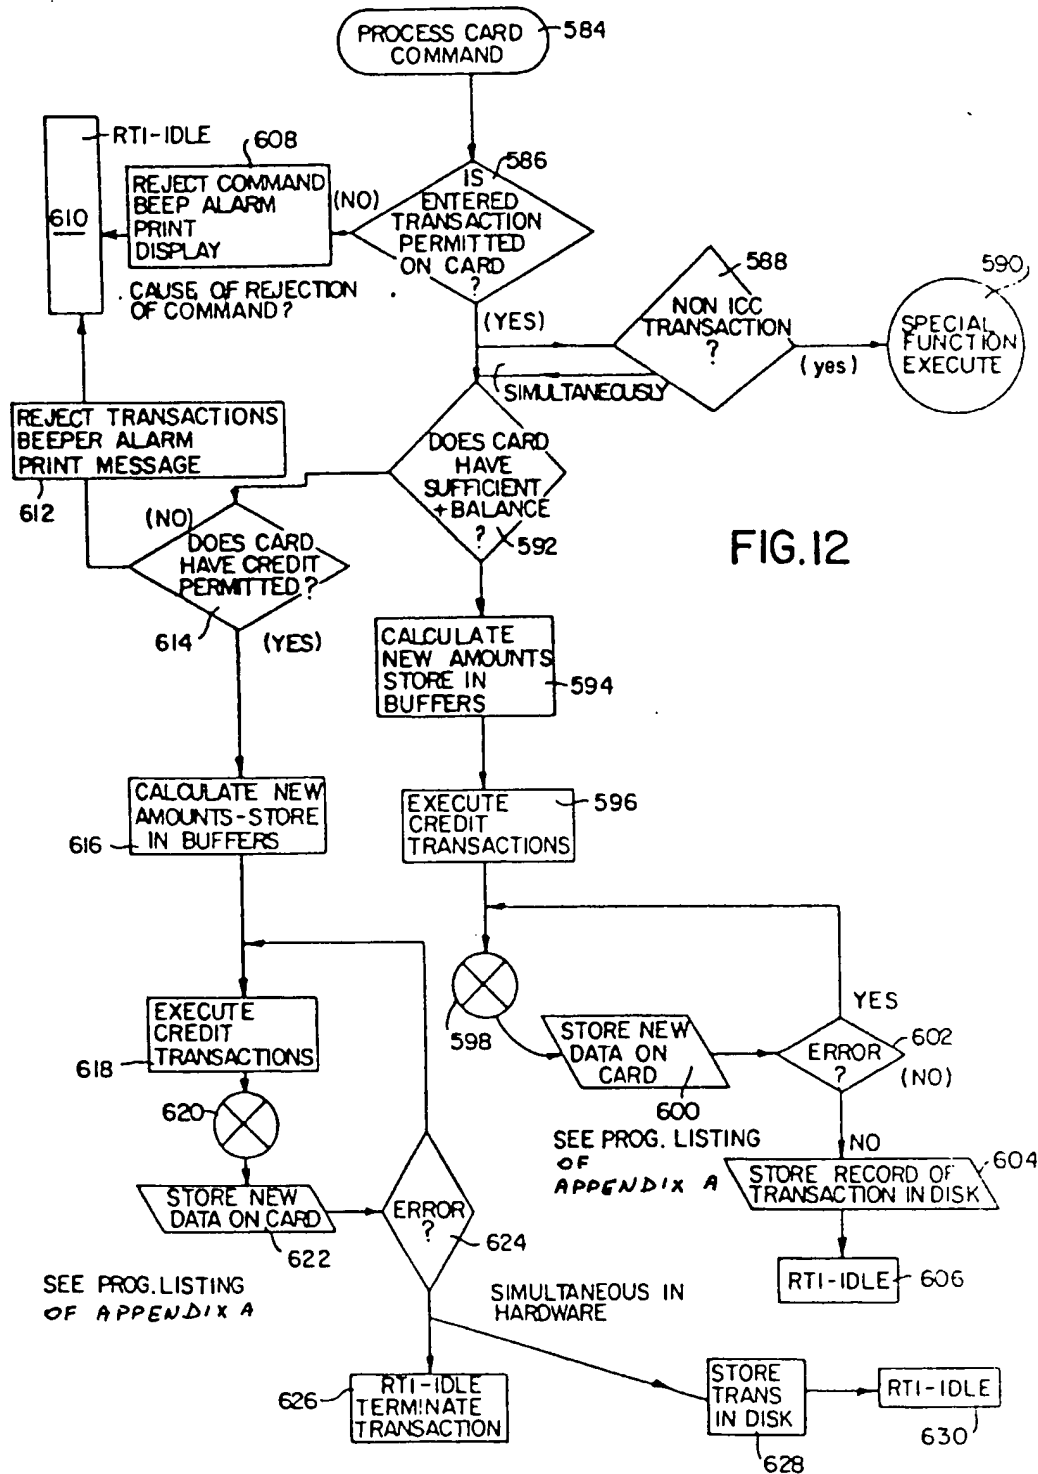 PROCESS CARD
COMMAND
584
RTI-IDLE
608
586
IS
ENTERED
TRANSACTION
PERMITTED
ON CARD
?
REJECT COMMAND
BEEP ALARM
PRINT
DISPLAY
(NO)
610
CAUSE OF REJECTION
OF COMMAND?
(YES)
588
NON ICC
TRANSACTION
?
(yes)
590
SPECIAL
FUNCTION
EXECUTE
SIMULTANEOUSLY
REJECT TRANSACTIONS
BEEPER ALARM
PRINT MESSAGE
612
DOES CARD
HAVE
SUFFICIENT
+BALANCE
?
592
(NO)
DOES CARD
HAVE CREDIT
PERMITTED?
614
(YES)
FIG.12
CALCULATE
NEW AMOUNTS
STORE IN
BUFFERS
594
CALCULATE NEW
AMOUNTS-STORE
IN BUFFERS
616
EXECUTE
CREDIT
TRANSACTIONS
596
EXECUTE
CREDIT
TRANSACTIONS
618
598
STORE NEW
DATA ON
CARD
600
YES
ERROR
?
602
(NO)
620
SEE PROG. LISTING
OF
APPENDIX A
NO
STORE RECORD OF
TRANSACTION IN DISK
604
STORE NEW
DATA ON CARD
622
ERROR
?
624
RTI-IDLE
606
SEE PROG. LISTING
OF APPENDIX A
SIMULTANEOUS IN
HARDWARE
RTI-IDLE
TERMINATE
TRANSACTION
626
STORE
TRANS
IN DISK
628
RTI-IDLE
630